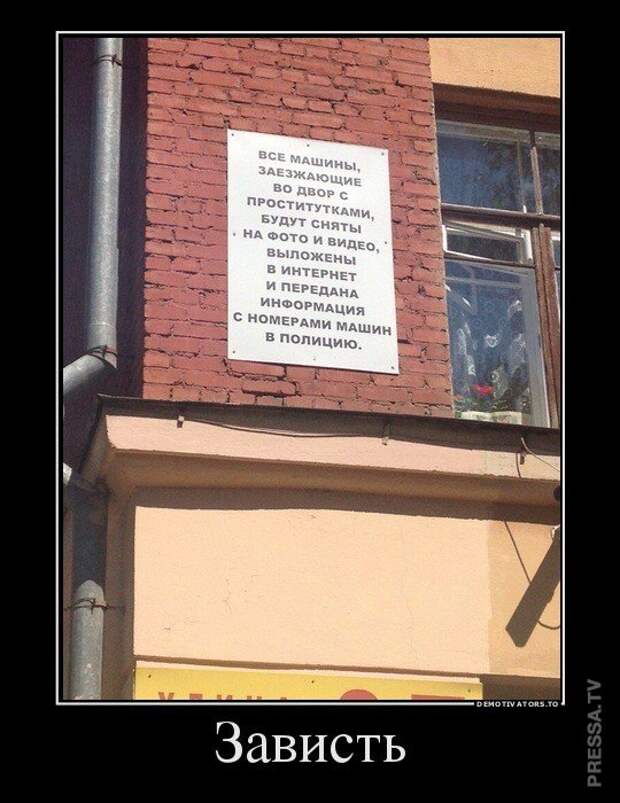 ВСЕ МАШИНЫ,
ЗАЕЗЖАЮЩИЕ
ВО ДВОР С
ПРОСТИТУТКАМИ,
БУДУТ СНЯТЫ
НА ФОТО И ВИДЕО,
ВЫЛОЖЕНЫ
В ИНТЕРНЕТ
И ПЕРЕДАНА
ИНФОРМАЦИЯ
С НОМЕРАМИ МАШИН
В ПОЛИЦИЮ.
DEMOTIVATORS.TO
Зависть
PRESSA.TV